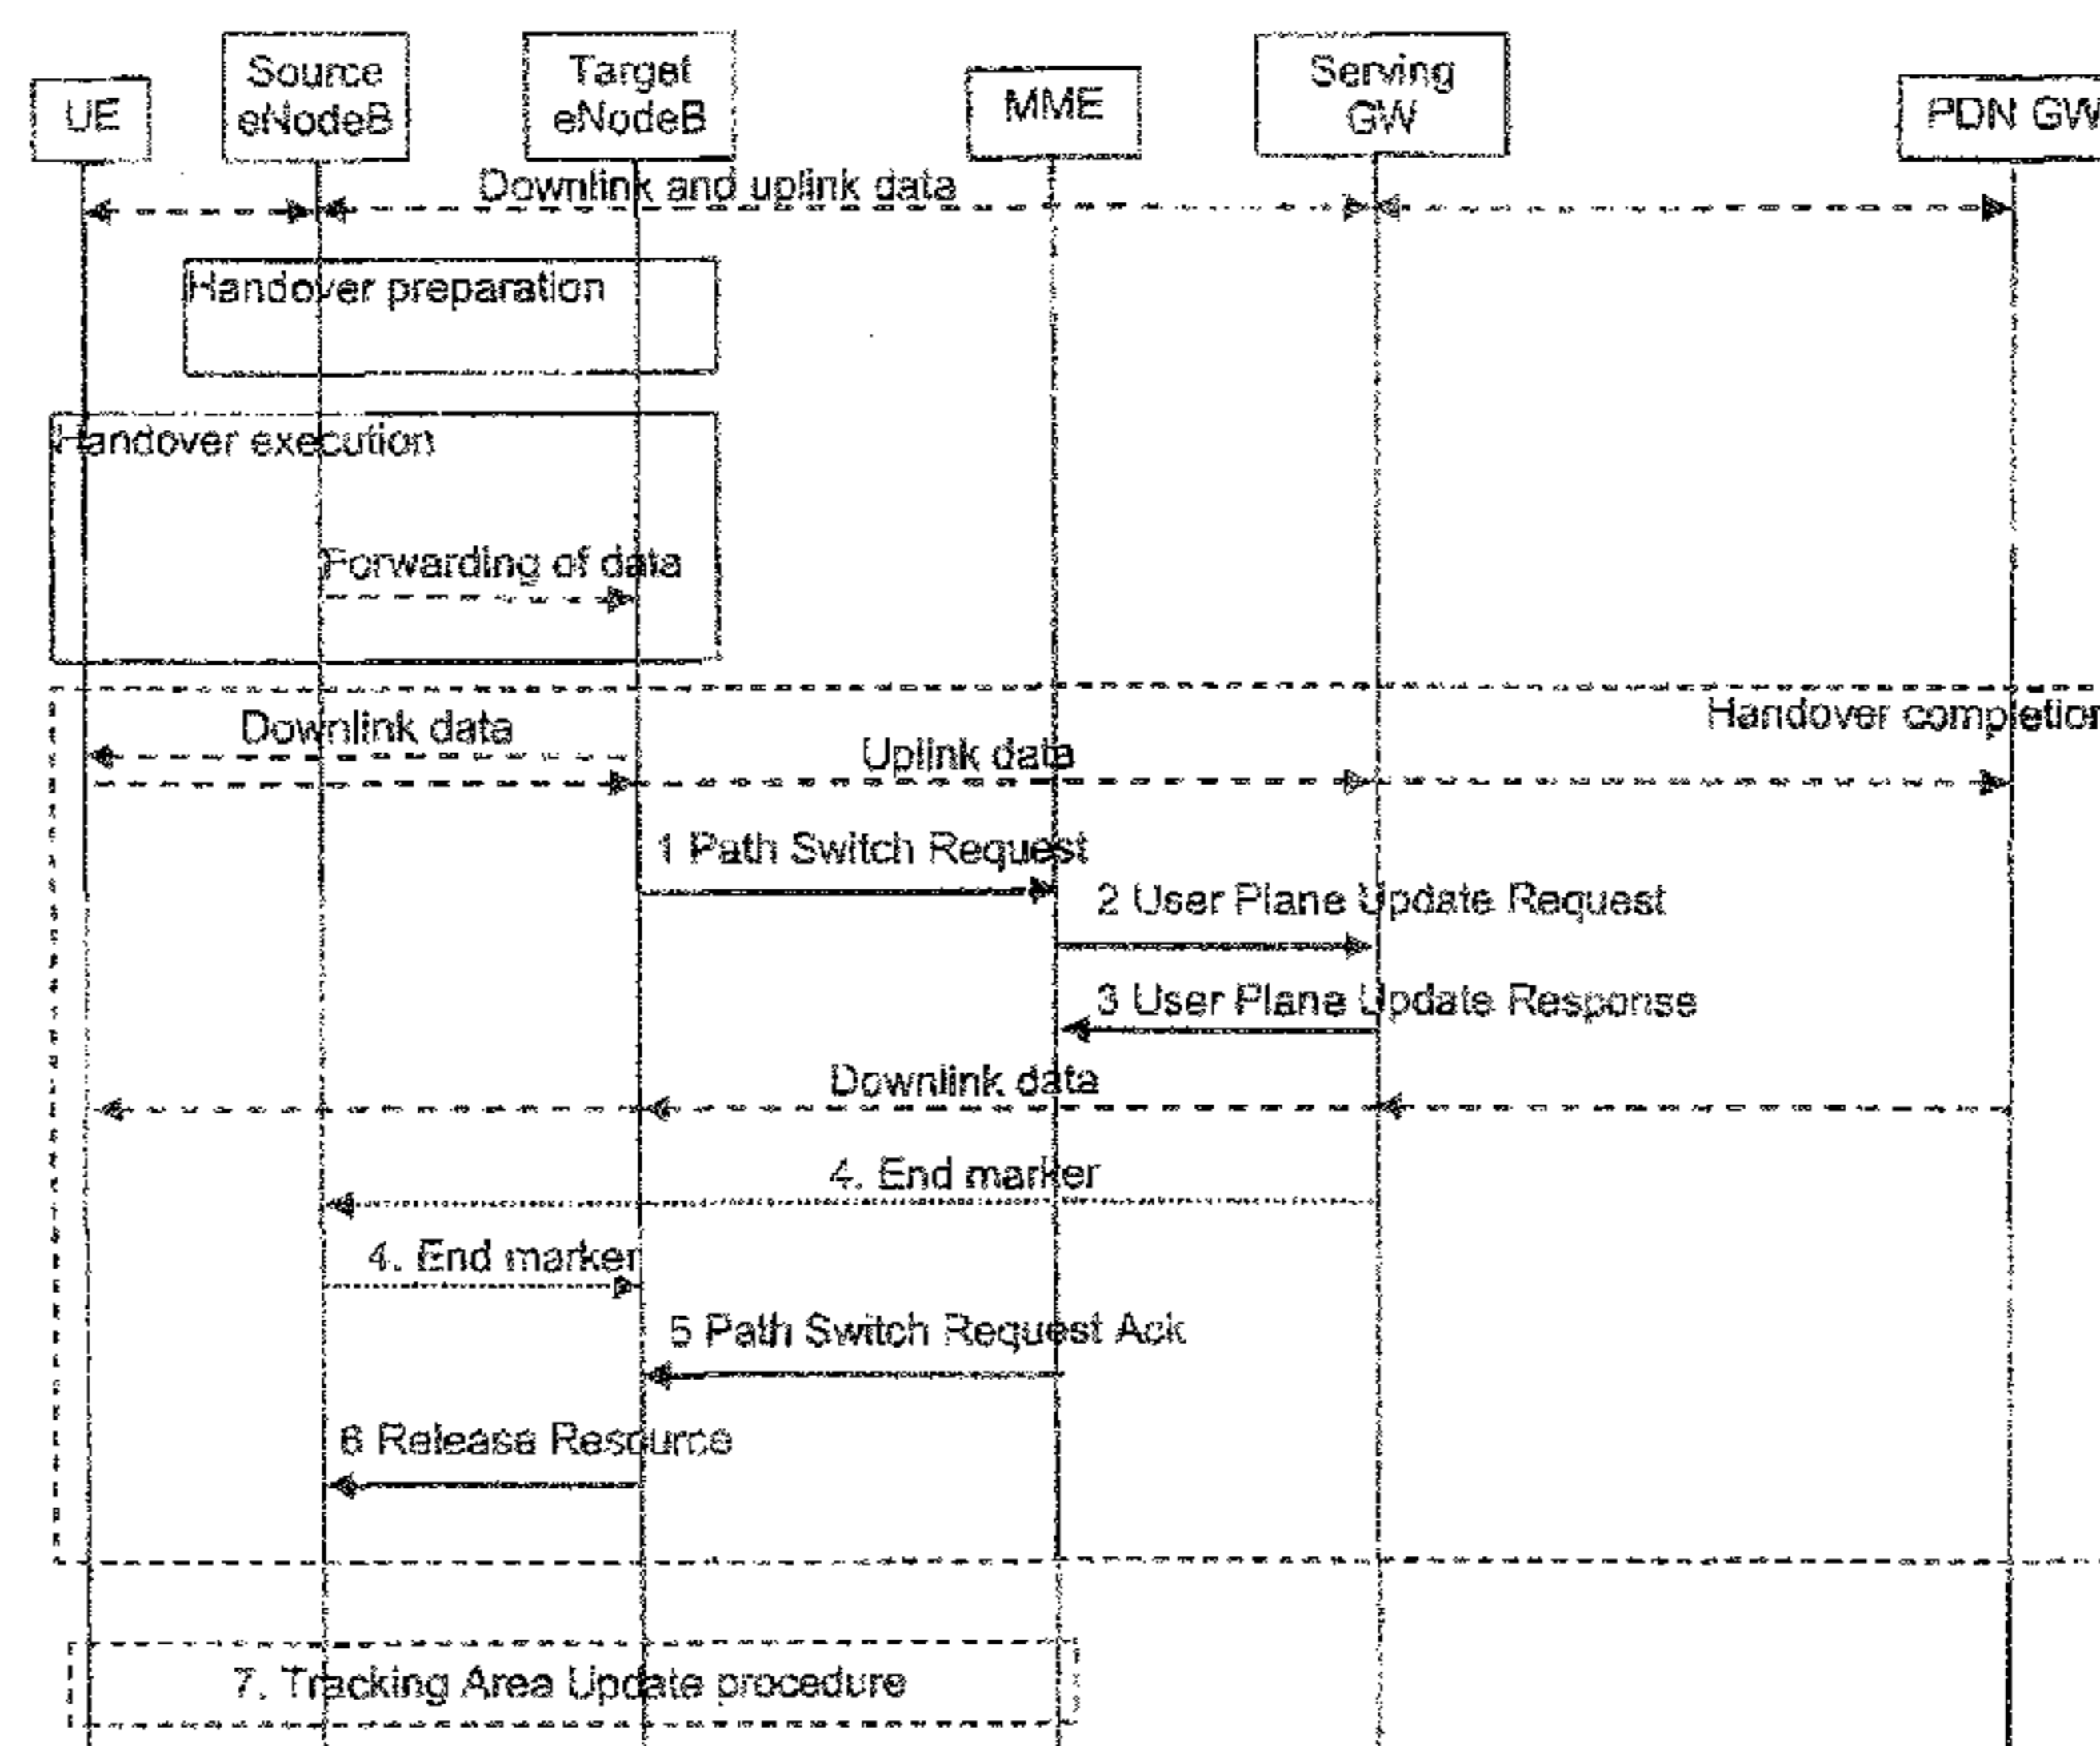 UE
Source
eNodeB
Target
eNodeB
MME
Serving
GW
PDN GW
Downlink and uplink data
Handover preparation
Handover execution
Forwarding of data
Handover completion
Downlink data
Uplink data
1 Path Switch Request
2 User Plane Update Request
3 User Plane Update Response
Downlink data
4. End marker
4. End marker
5 Path Switch Request Ack
6 Release Resource
7. Tracking Area Update procedure